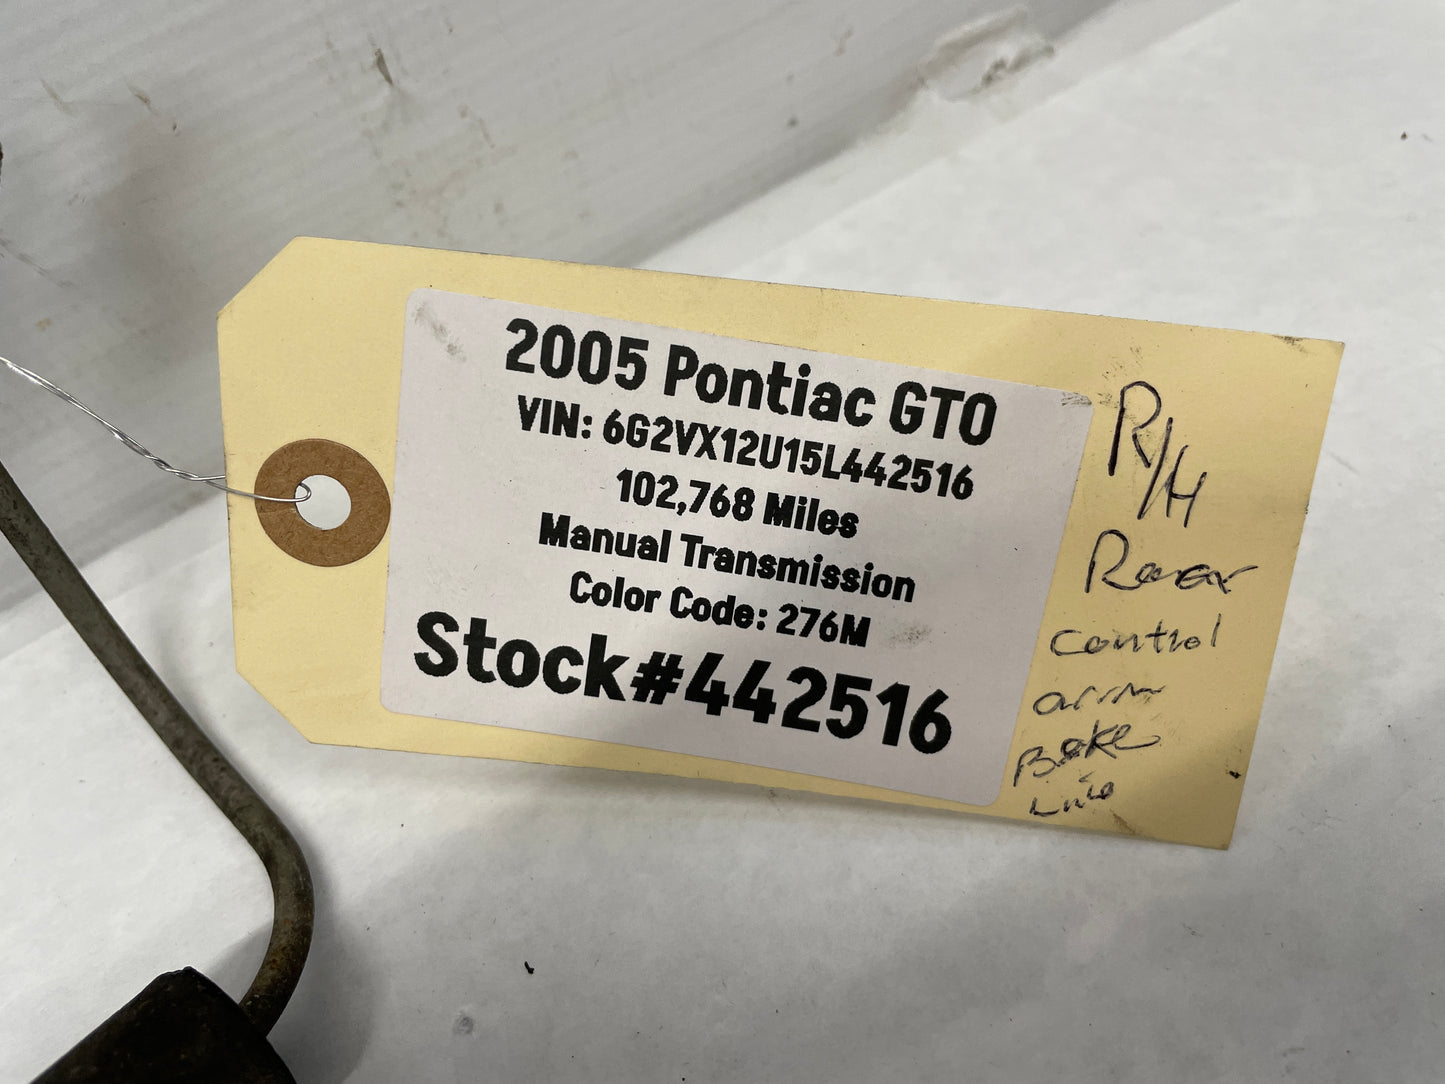 2005 Pontiac GTO
VIN: 6G2VX12U15L442516
102,768 Miles
Manual Transmission
Color Code: 276M
Stock#442516
R/H
Rear
control
arm
Bake
Line